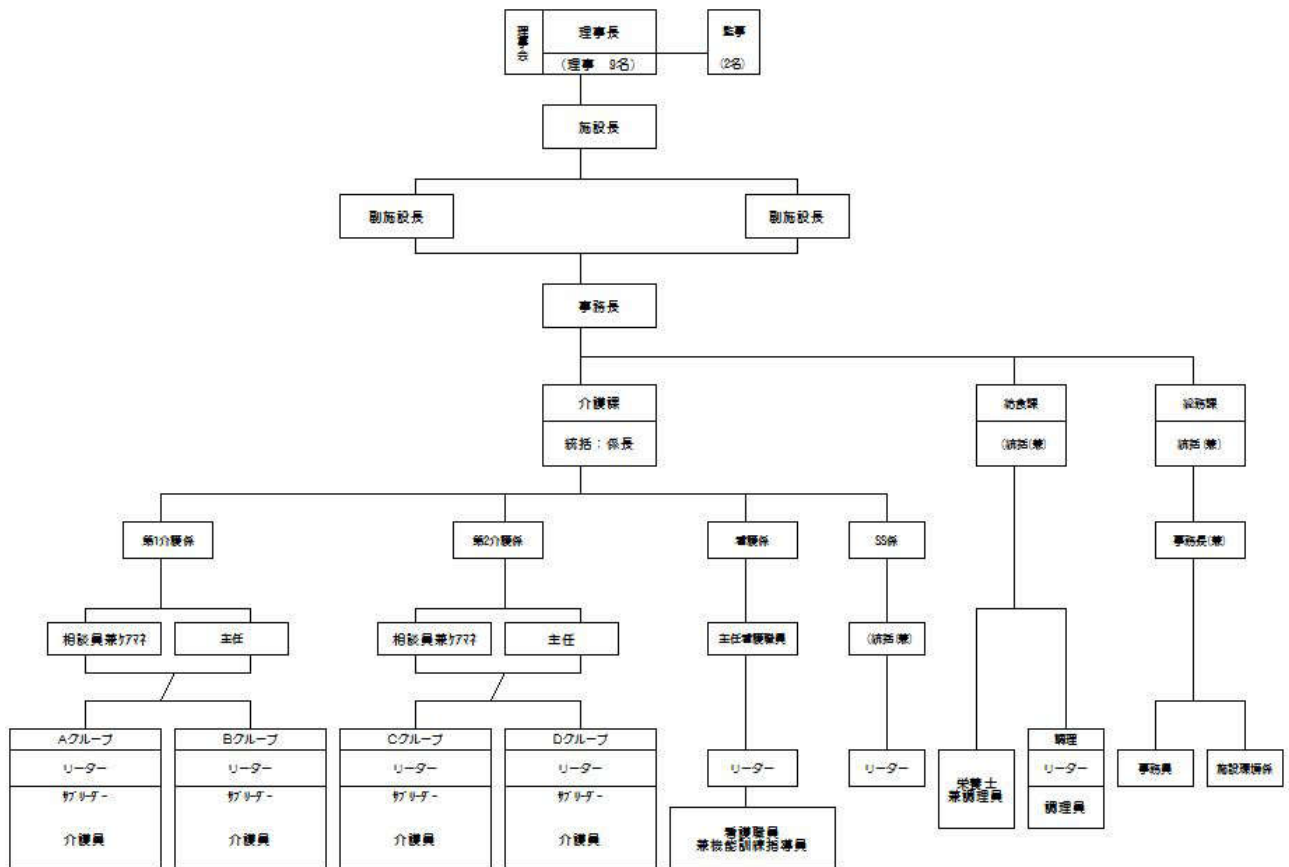 理事会
理事長
(理事　9名)
監事
(2名)
施設長
副施設長
副施設長
事務長
介護課
統括：係長
給食課
(統括(兼)
総務課
統括(兼)
第1介護係
第2介護係
看護係
SS係
事務長(兼)
相談員兼ｹｱﾏﾈ
主任
相談員兼ｹｱﾏﾈ
主任
主任看護職員
(統括(兼)
Aグループ
リーダー
ｻﾌﾞﾘｰﾀﾞｰ
介護員
Bグループ
リーダー
ｻﾌﾞﾘｰﾀﾞｰ
介護員
Cグループ
リーダー
ｻﾌﾞﾘｰﾀﾞｰ
介護員
Dグループ
リーダー
ｻﾌﾞﾘｰﾀﾞｰ
介護員
リーダー
看護職員
兼機能訓練指導員
リーダー
栄養士
兼調理員
調理
リーダー
調理員
事務員
施設環境係